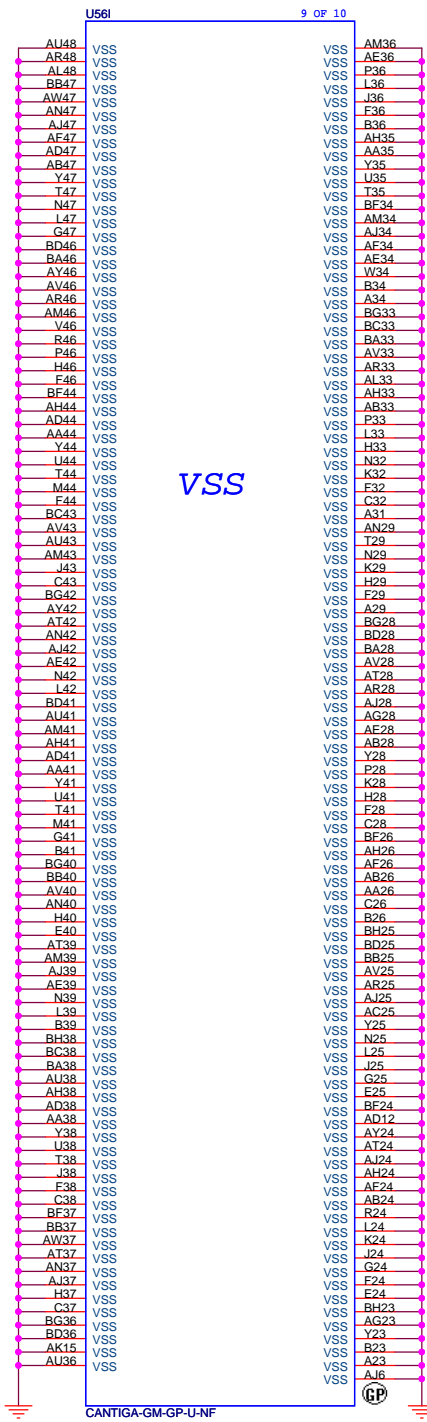 U56I 9 OF 10
AU48 VSS VSS AM36
AR48 VSS VSS AE36
AL48 VSS VSS P36
BB47 VSS VSS L36
AW47 VSS VSS J36
AN47 VSS VSS F36
AJ47 VSS VSS B36
AF47 VSS VSS AH35
AD47 VSS VSS AA35
AB47 VSS VSS Y35
Y47 VSS VSS U35
T47 VSS VSS T35
N47 VSS VSS BF34
L47 VSS VSS AM34
G47 VSS VSS AJ34
BD46 VSS VSS AF34
BA46 VSS VSS AE34
AY46 VSS VSS W34
AV46 VSS VSS B34
AR46 VSS VSS A34
AM46 VSS VSS BG33
V46 VSS VSS BC33
R46 VSS VSS BA33
P46 VSS VSS AV33
H46 VSS VSS AR33
F46 VSS VSS AL33
BF44 VSS VSS AH33
AH44 VSS VSS AB33
AD44 VSS VSS P33
AA44 VSS VSS L33
Y44 VSS VSS H33
U44 VSS VSS N32
T44 VSS VSS K32
VSS
M44 VSS VSS F32
F44 VSS VSS C32
BC43 VSS VSS A31
AV43 VSS VSS AN29
AU43 VSS VSS T29
AM43 VSS VSS N29
J43 VSS VSS K29
C43 VSS VSS H29
BG42 VSS VSS F29
AY42 VSS VSS A29
AT42 VSS VSS BG28
AN42 VSS VSS BD28
AJ42 VSS VSS BA28
AE42 VSS VSS AV28
N42 VSS VSS AT28
L42 VSS VSS AR28
BD41 VSS VSS AJ28
AU41 VSS VSS AG28
AM41 VSS VSS AE28
AH41 VSS VSS AB28
AD41 VSS VSS Y28
AA41 VSS VSS P28
Y41 VSS VSS K28
U41 VSS VSS H28
T41 VSS VSS F28
M41 VSS VSS C28
G41 VSS VSS BF26
B41 VSS VSS AH26
BG40 VSS VSS AF26
BB40 VSS VSS AB26
AV40 VSS VSS AA26
AN40 VSS VSS C26
H40 VSS VSS B26
E40 VSS VSS BH25
AT39 VSS VSS BD25
AM39 VSS VSS BB25
AJ39 VSS VSS AV25
AE39 VSS VSS AR25
N39 VSS VSS AJ25
L39 VSS VSS AC25
B39 VSS VSS Y25
BH38 VSS VSS N25
BC38 VSS VSS L25
BA38 VSS VSS J25
AU38 VSS VSS G25
AH38 VSS VSS E25
AD38 VSS VSS BF24
AA38 VSS VSS AD12
Y38 VSS VSS AY24
U38 VSS VSS AT24
T38 VSS VSS AJ24
J38 VSS VSS AH24
F38 VSS VSS AF24
C38 VSS VSS AB24
BF37 VSS VSS R24
BB37 VSS VSS L24
AW37 VSS VSS K24
AT37 VSS VSS J24
AN37 VSS VSS G24
AJ37 VSS VSS F24
H37 VSS VSS E24
C37 VSS VSS BH23
BG36 VSS VSS AG23
BD36 VSS VSS Y23
AK15 VSS VSS B23
AU36 VSS VSS A23
VSS AJ6
GP
CANTIGA-GM-GP-U-NF